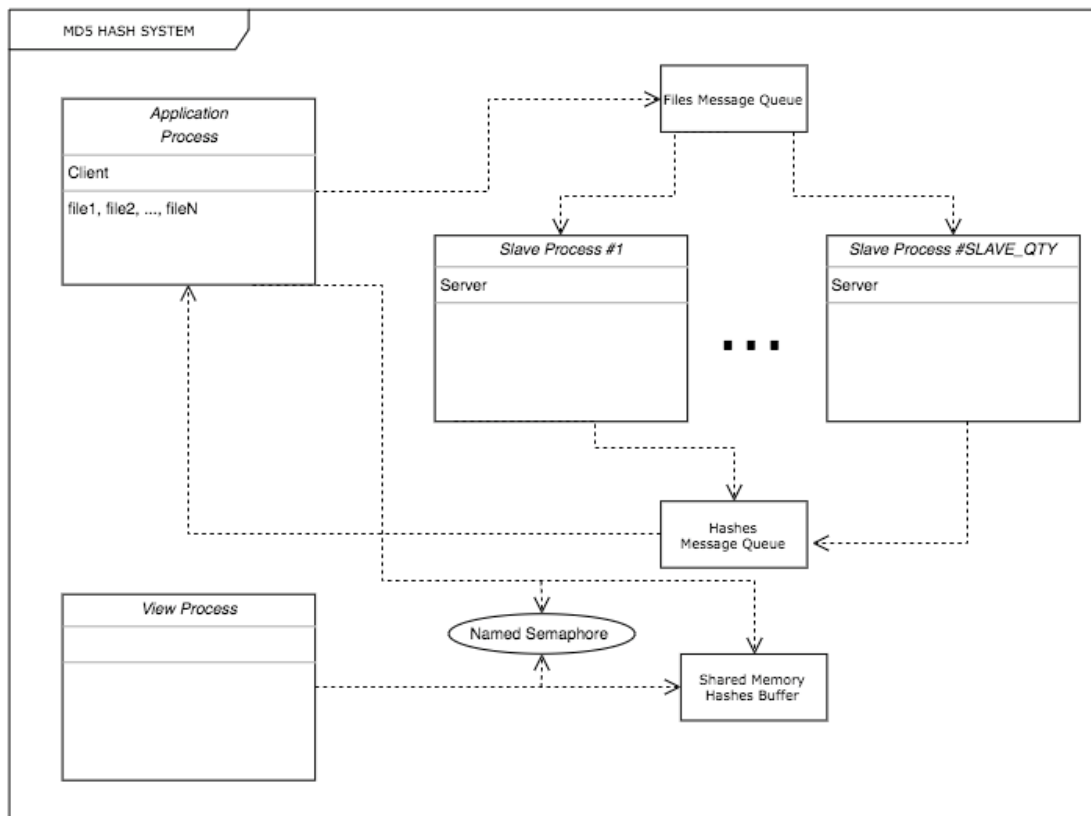 MD5 HASH SYSTEM
Application
Process
Client
file1, file2, ..., fileN
Files Message Queue
Slave Process #1
Server
Slave Process #SLAVE_QTY
Server
Hashes
Message Queue
View Process
Named Semaphore
Shared Memory
Hashes Buffer